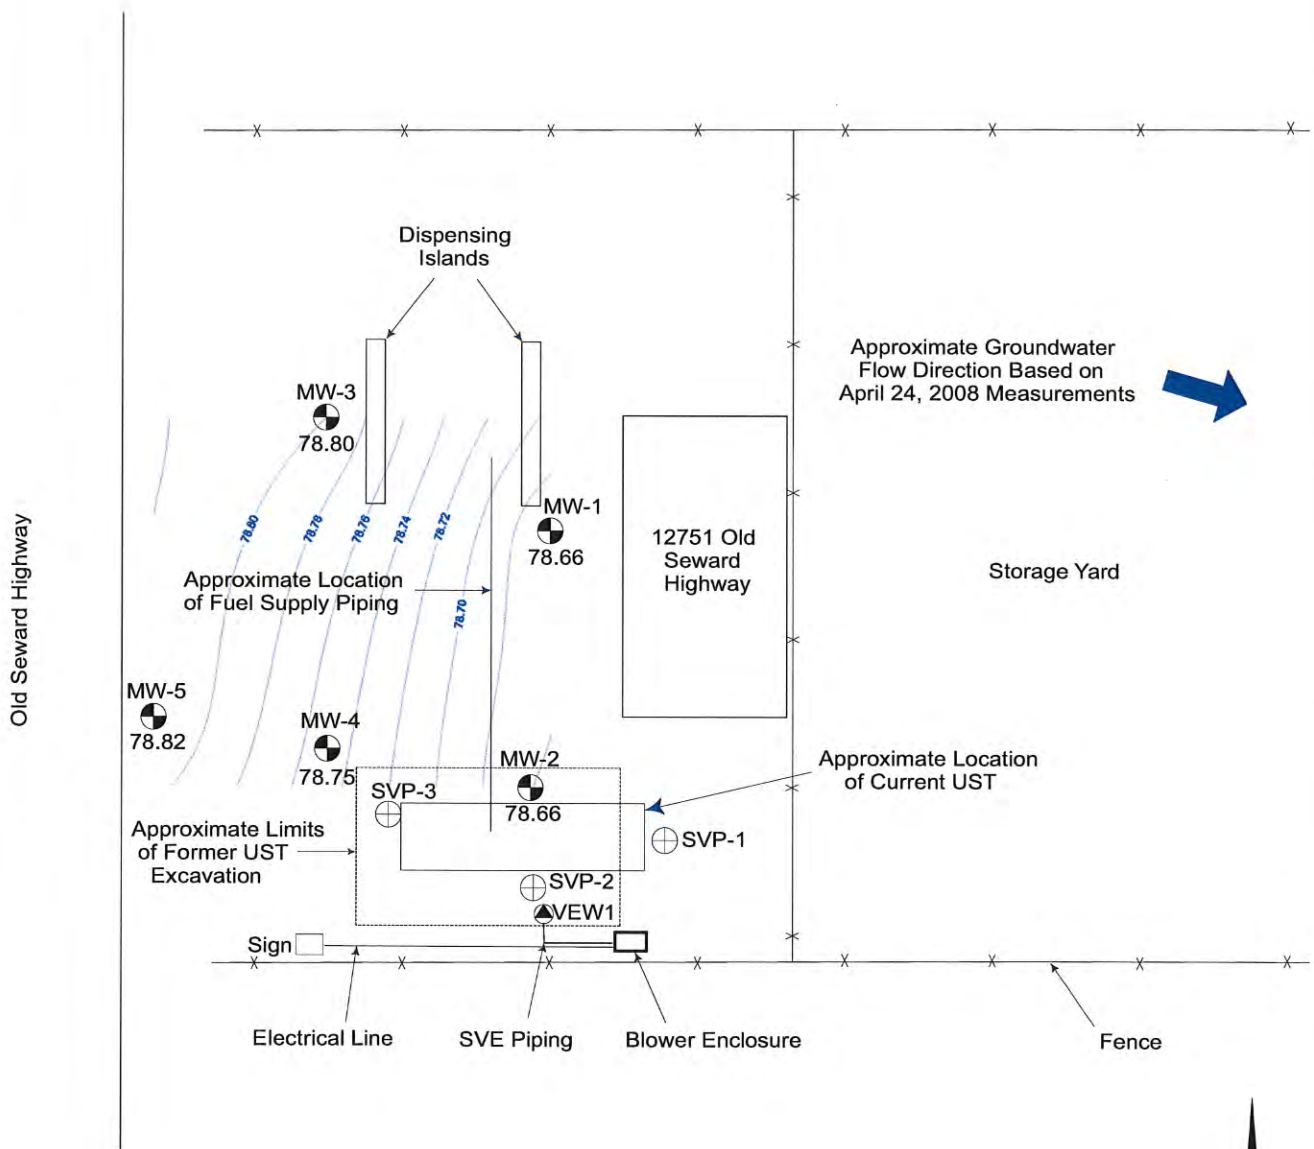 Dispensing
Islands
MW-3
78.80
Approximate Groundwater
Flow Direction Based on
April 24, 2008 Measurements
78.80
78.78
78.76
78.74
78.72
MW-1
78.66
12751 Old
Seward
Highway
Storage Yard
Old Seward Highway
Approximate Location
of Fuel Supply Piping
78.70
MW-5
78.82
MW-4
78.75
MW-2
78.66
Approximate Location
of Current UST
SVP-3
SVP-1
Approximate Limits
of Former UST
Excavation
SVP-2
VEW1
Sign
Electrical Line
SVE Piping
Blower Enclosure
Fence